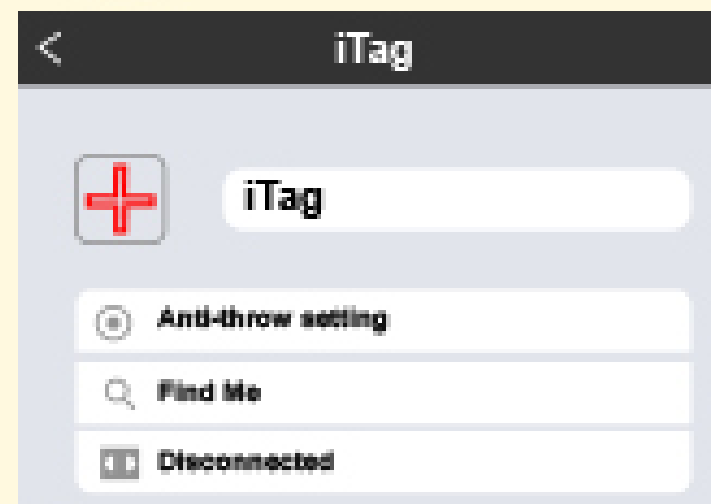 iTag
iTag
Anti-throw setting
Find Me
Disconnected